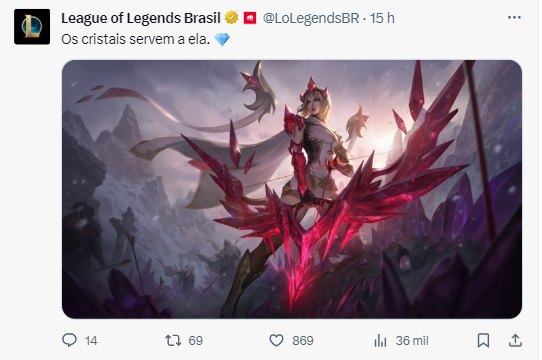 League of Legends Brasil @LoLegendsBR · 15 h
Os cristais servem a ela. 💎
14 69 869 36 mil